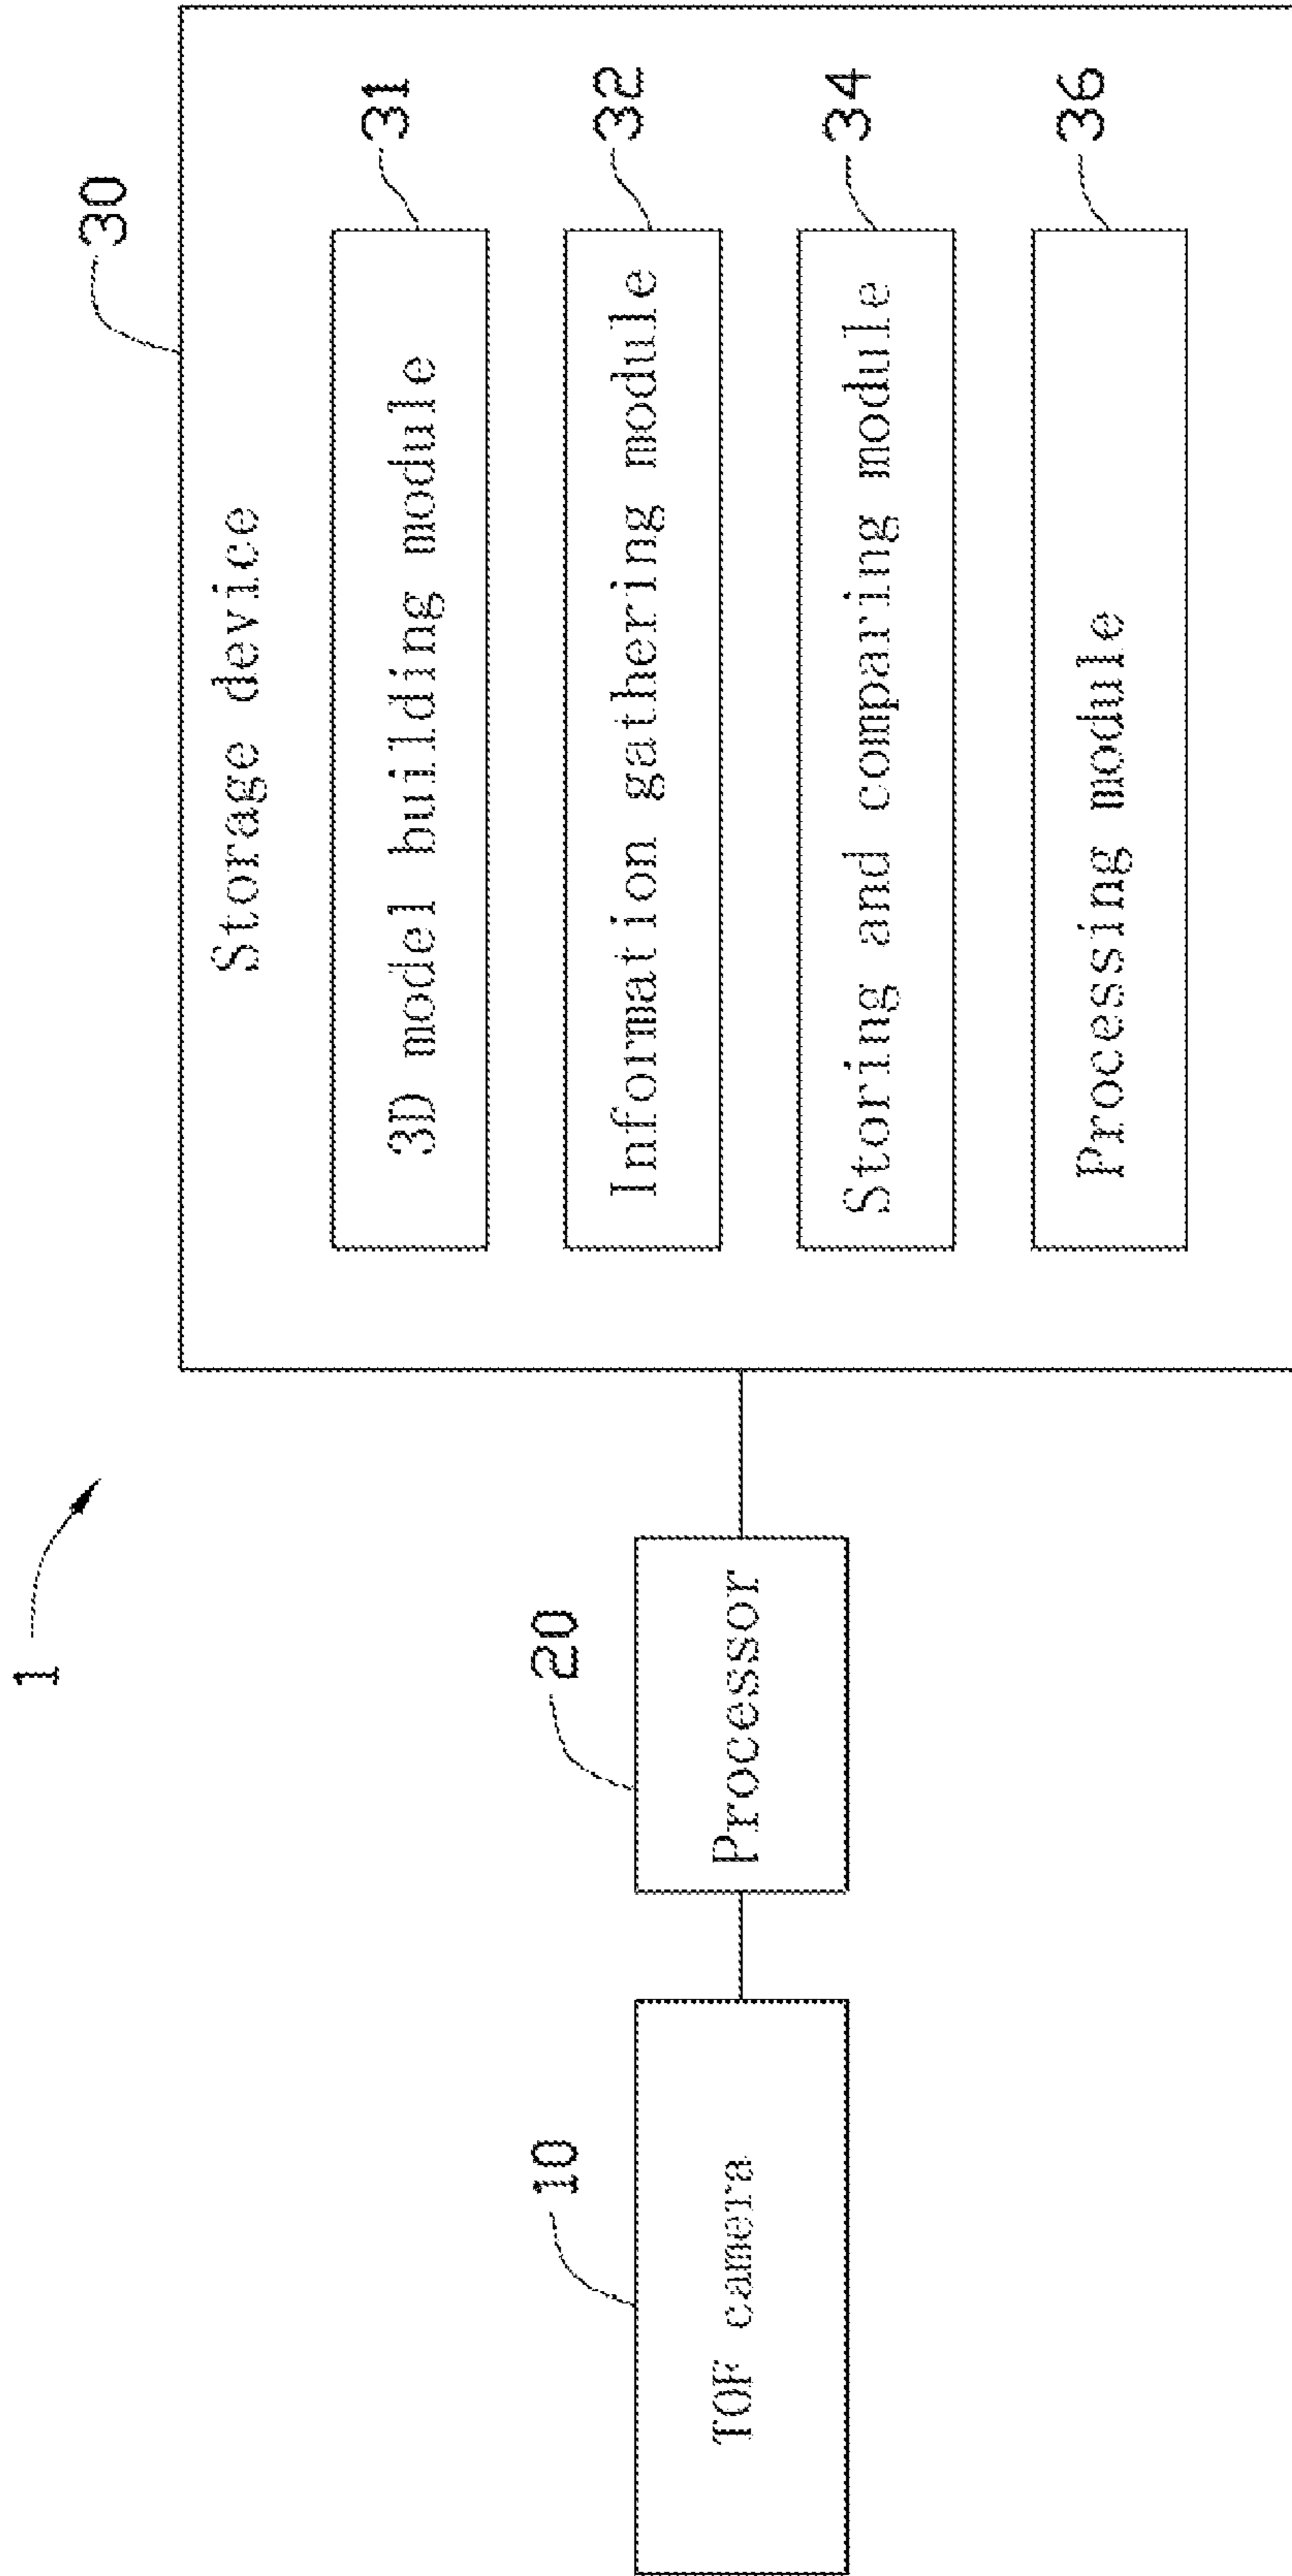 1
30
Storage device
3D model building module
31
Information gathering module
32
Storing and comparing module
34
Processing module
36
20
Processor
10
TOF camera